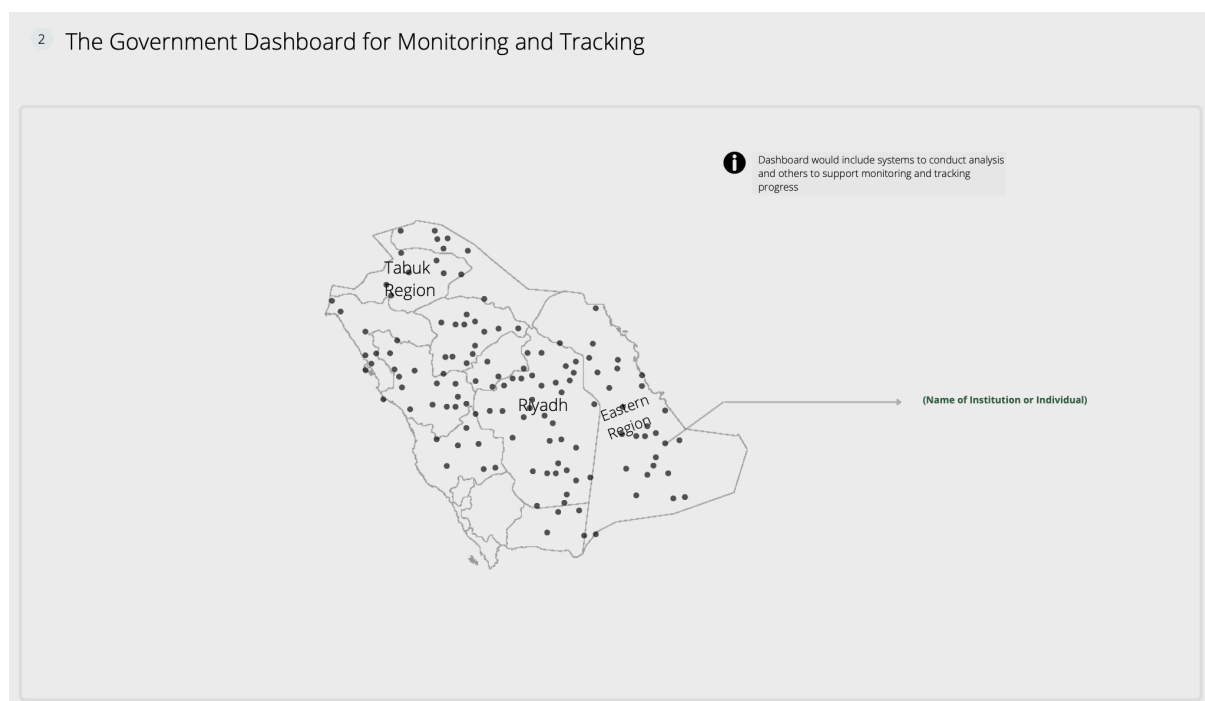 2 The Government Dashboard for Monitoring and Tracking
Dashboard would include systems to conduct analysis
and others to support monitoring and tracking
progress
Tabuk
Region
Riyadh
Eastern
Region
(Name of Institution or Individual)